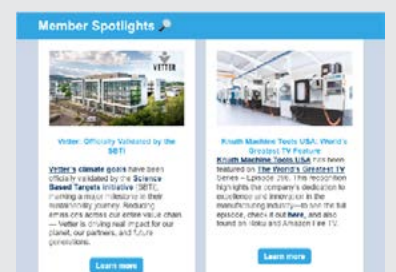 Member Spotlights
VETTER
Vetter: Officially Validated by the
SBTi
Vetter's climate goals have been
officially validated by the Science
Based Targets initiative (SBTi),
marking a major milestone in their
sustainability journey. Reducing
emissions across our entire value chain
— Vetter is driving real impact for our
planet, our partners, and future
generations.
Learn more
Knuth Machine Tools USA: World's
Greatest TV Feature
Knuth Machine Tools USA has been
featured on The World's Greatest TV
Series – Episode
This recognition
highlights the company's dedication to
excellence and innovation in the
manufacturing industry—to see the full
episode, check it out here, and also
found on Roku and Amazon Fire TV.
Learn more